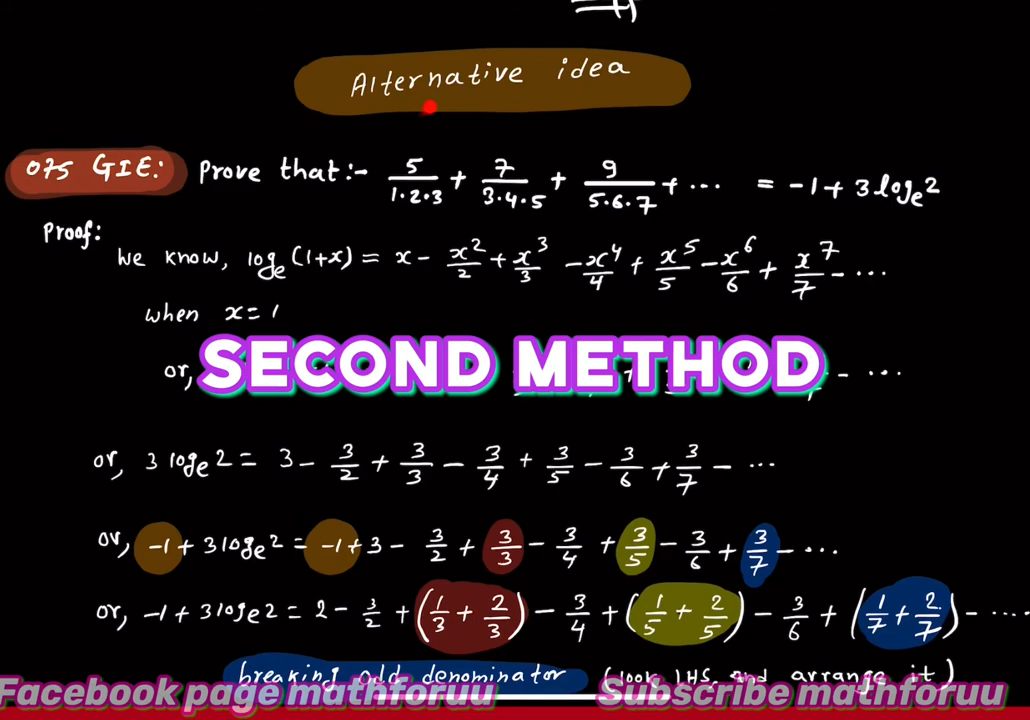 Alternative idea
075 GIE: Prove that:- 5/1·2·3 + 7/3·4·5 + 9/5·6·7 + ... = -1 + 3 logₑ2
Proof:
We know, logₑ(1+x) = x - x²/2 + x³/3 - x⁴/4 + x⁵/5 - x⁶/6 + x⁷/7 - ...
when x = 1
or,
SECOND METHOD
- ...
or, 3 logₑ2 = 3 - 3/2 + 3/3 - 3/4 + 3/5 - 3/6 + 3/7 - ...
or, -1 + 3 logₑ2 = -1 + 3 - 3/2 + 3/3 - 3/4 + 3/5 - 3/6 + 3/7 - ...
or, -1 + 3 logₑ2 = 2 - 3/2 + (1/3 + 2/3) - 3/4 + (1/5 + 2/5) - 3/6 + (1/7 + 2/7) - ....
breaking odd denominator (look LHS and arrange it)
Facebook page mathforuu Subscribe mathforuu